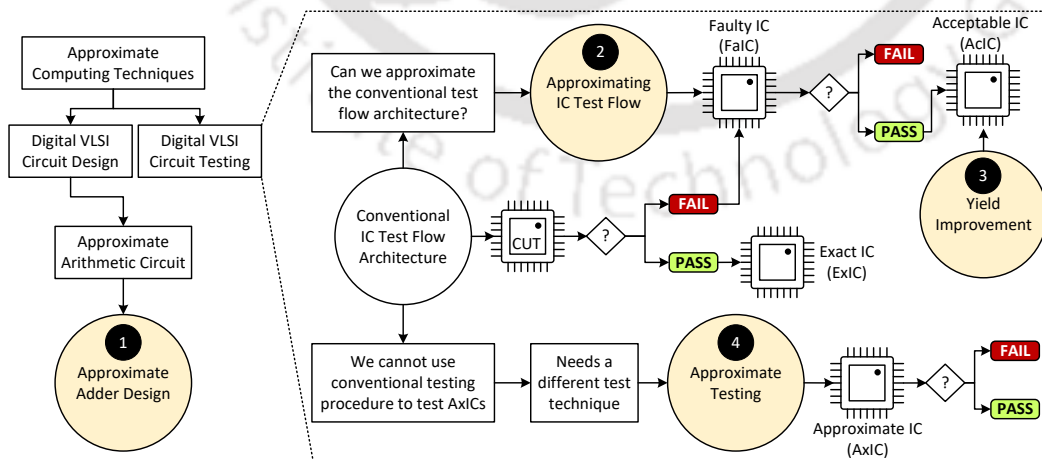 Approximate
Computing Techniques
Digital VLSI
Circuit Design
Digital VLSI
Circuit Testing
Approximate
Arithmetic Circuit
1
Approximate
Adder Design
Can we approximate
the conventional test
flow architecture?
2
Approximating
IC Test Flow
Faulty IC
(FaIC)
?
FAIL
PASS
Acceptable IC
(AcIC)
3
Yield
Improvement
Conventional
IC Test Flow
Architecture
CUT
?
FAIL
PASS
Exact IC
(ExIC)
We cannot use
conventional testing
procedure to test AxICs
Needs a
different test
technique
4
Approximate
Testing
Approximate IC
(AxIC)
?
FAIL
PASS
of Technology